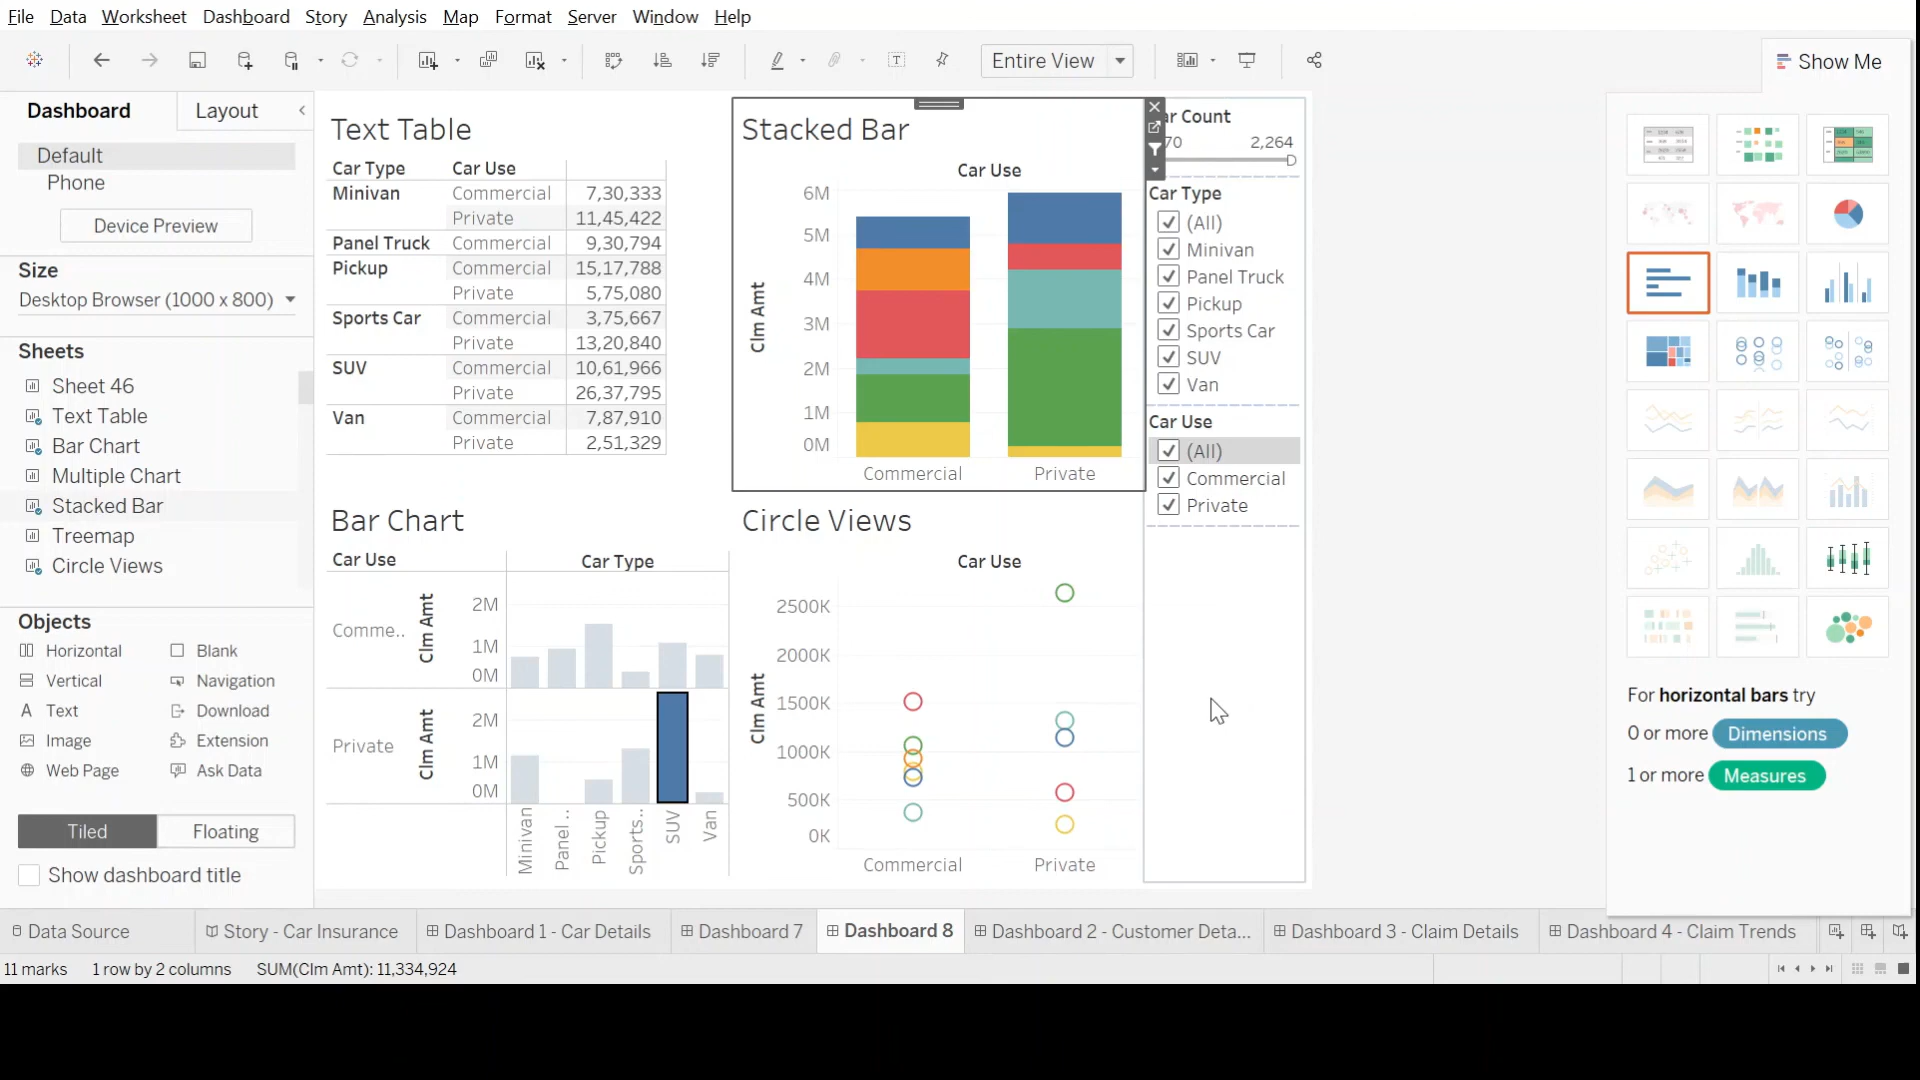 File Data Worksheet Dashboard Story Analysis Map Format Server Window Help
Entire View
Show Me
Dashboard Layout
Default
Phone
Device Preview
Size
Desktop Browser (1000 x 800)
Sheets
Sheet 46
Text Table
Bar Chart
Multiple Chart
Stacked Bar
Treemap
Circle Views
Objects
Horizontal Blank
Vertical Navigation
A Text Download
Image Extension
Web Page Ask Data
Tiled Floating
Show dashboard title
Text Table
Car Type Car Use
Minivan Commercial 7,30,333
Private 11,45,422
Panel Truck Commercial 9,30,794
Pickup Commercial 15,17,788
Private 5,75,080
Sports Car Commercial 3,75,667
Private 13,20,840
SUV Commercial 10,61,966
Private 26,37,795
Van Commercial 7,87,910
Private 2,51,329
Stacked Bar
Car Use
Clm Amt
6M
5M
4M
3M
2M
1M
0M
Commercial Private
ar Count
70 2,264
Car Type
(All)
Minivan
Panel Truck
Pickup
Sports Car
SUV
Van
Car Use
(All)
Commercial
Private
Bar Chart
Car Use Car Type
Comme..
Clm Amt
2M
1M
0M
Private
Clm Amt
2M
1M
0M
Minivan Panel .. Pickup Sports.. SUV Van
Circle Views
Car Use
Clm Amt
2500K
2000K
1500K
1000K
500K
0K
Commercial Private
For horizontal bars try
0 or more Dimensions
1 or more Measures
Data Source Story - Car Insurance Dashboard 1 - Car Details Dashboard 7 Dashboard 8 Dashboard 2 - Customer Deta... Dashboard 3 - Claim Details Dashboard 4 - Claim Trends
11 marks 1 row by 2 columns SUM(Clm Amt): 11,334,924